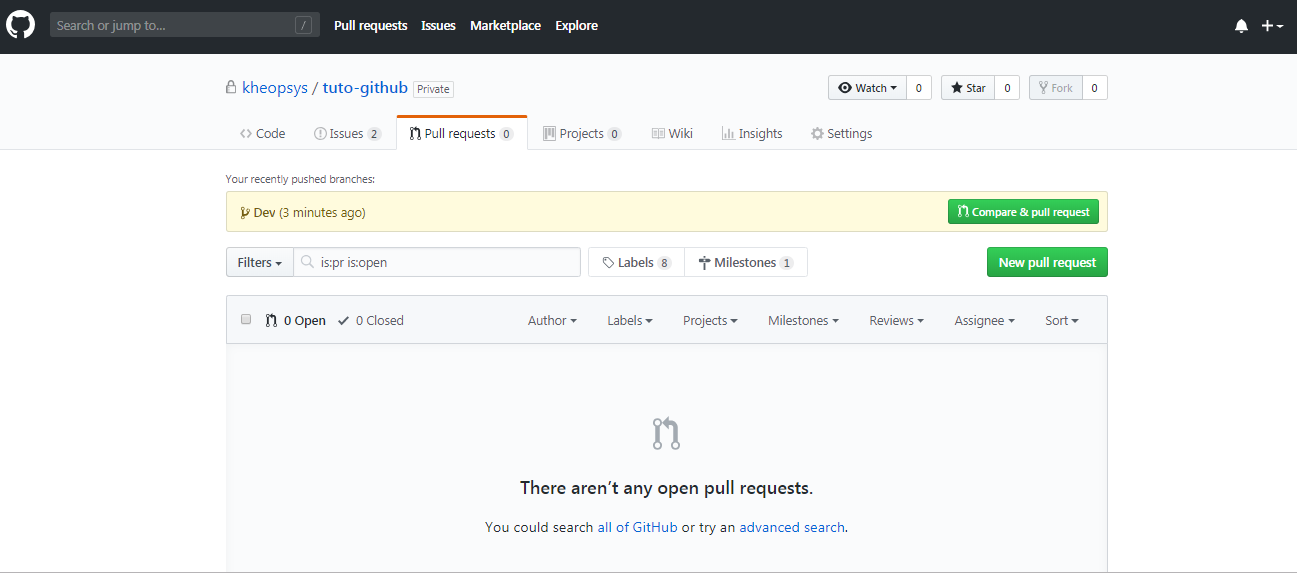 Search or jump to... /
Pull requests Issues Marketplace Explore
kheopsys / tuto-github Private
Watch 0 Star 0 Fork 0
Code Issues 2 Pull requests 0 Projects 0 Wiki Insights Settings
Your recently pushed branches:
Dev (3 minutes ago) Compare & pull request
Filters is:pr is:open Labels 8 Milestones 1 New pull request
0 Open 0 Closed Author Labels Projects Milestones Reviews Assignee Sort
There aren’t any open pull requests.
You could search all of GitHub or try an advanced search.